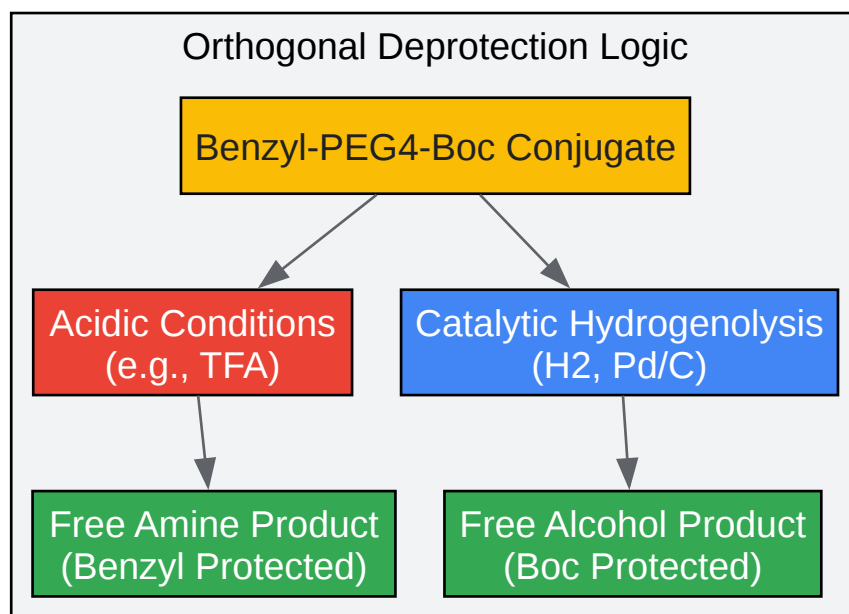 Orthogonal Deprotection Logic
Benzyl-PEG4-Boc Conjugate
Acidic Conditions
(e.g., TFA)
Catalytic Hydrogenolysis
(H2, Pd/C)
Free Amine Product
(Benzyl Protected)
Free Alcohol Product
(Boc Protected)